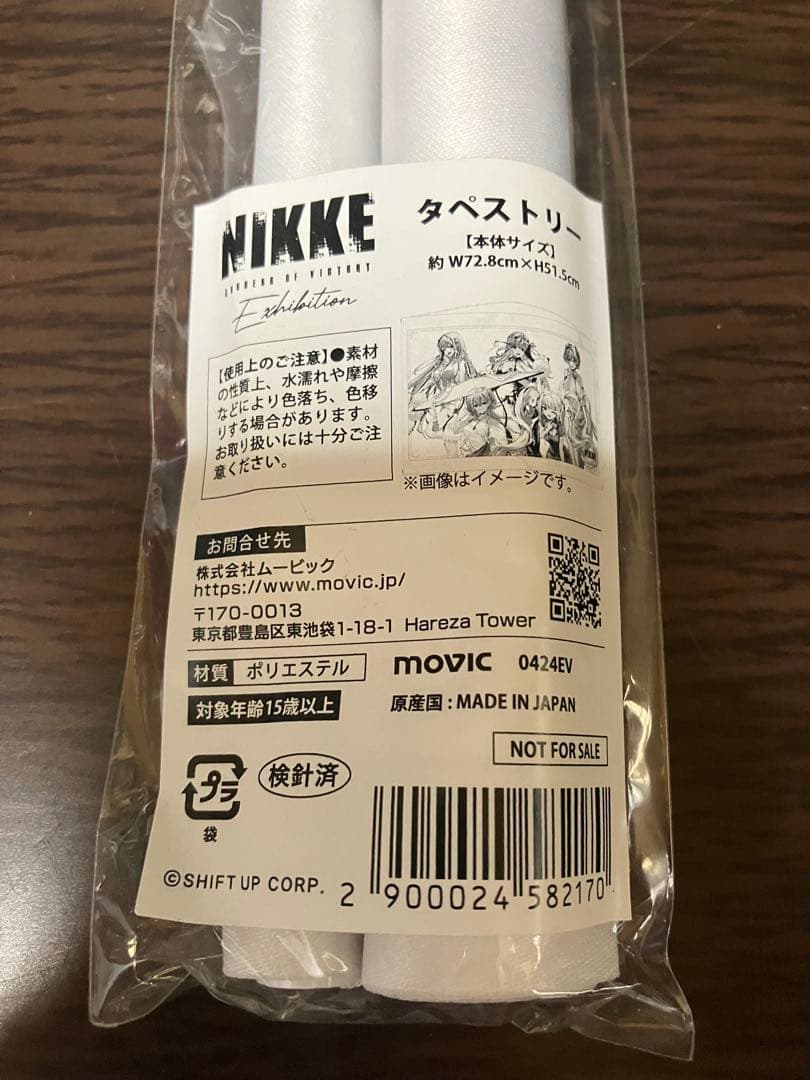 NIKKE
GODDESS OF VICTORY
Exhibition
タペストリー
【本体サイズ】
約 W72.8cm×H51.5cm
【使用上のご注意】●素材
の性質上、水濡れや摩擦
などにより色落ち、色移
りする場合があります。
お取り扱いには十分ご注
意ください。
※画像はイメージです。
お問合せ先
株式会社ムービック
https://www.movic.jp/
〒170-0013
東京都豊島区東池袋1-18-1 Hareza Tower
材質 ポリエステル
対象年齢15歳以上
movic 0424EV
原産国 : MADE IN JAPAN
NOT FOR SALE
プラ
袋
検針済
©SHIFT UP CORP.
2 900024 582170